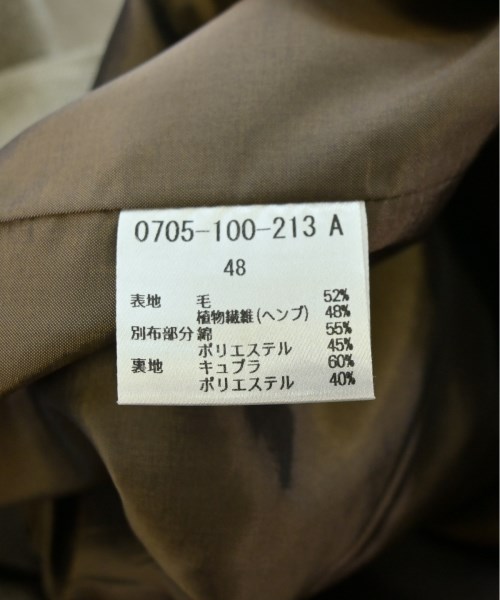 0705-100-213 A
48
表地 毛 52%
植物繊維(ヘンプ) 48%
別布部分 綿 55%
ポリエステル 45%
裏地 キュプラ 60%
ポリエステル 40%